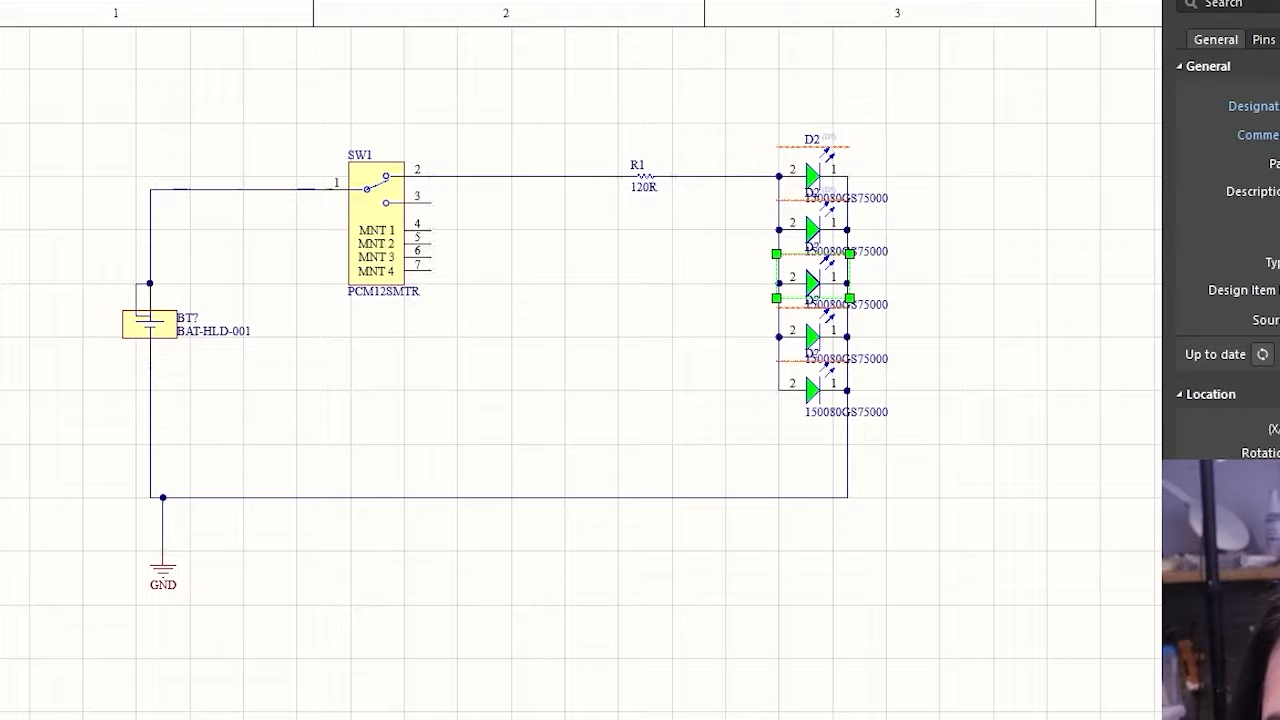 1 2 3
Search
General Pins
General
Designat
Comme
Pa
Descriptio
Typ
Design Item I
Sour
Up to date
Location
(X/
Rotatio
SW1
1
2
3
MNT 1 4
MNT 2 5
MNT 3 6
MNT 4 7
PCM12SMTR
R1
120R
BT?
BAT-HLD-001
GND
D2
2 1
150080GS75000
2 1
150080GS75000
2 1
150080GS75000
2 1
150080GS75000
2 1
150080GS75000